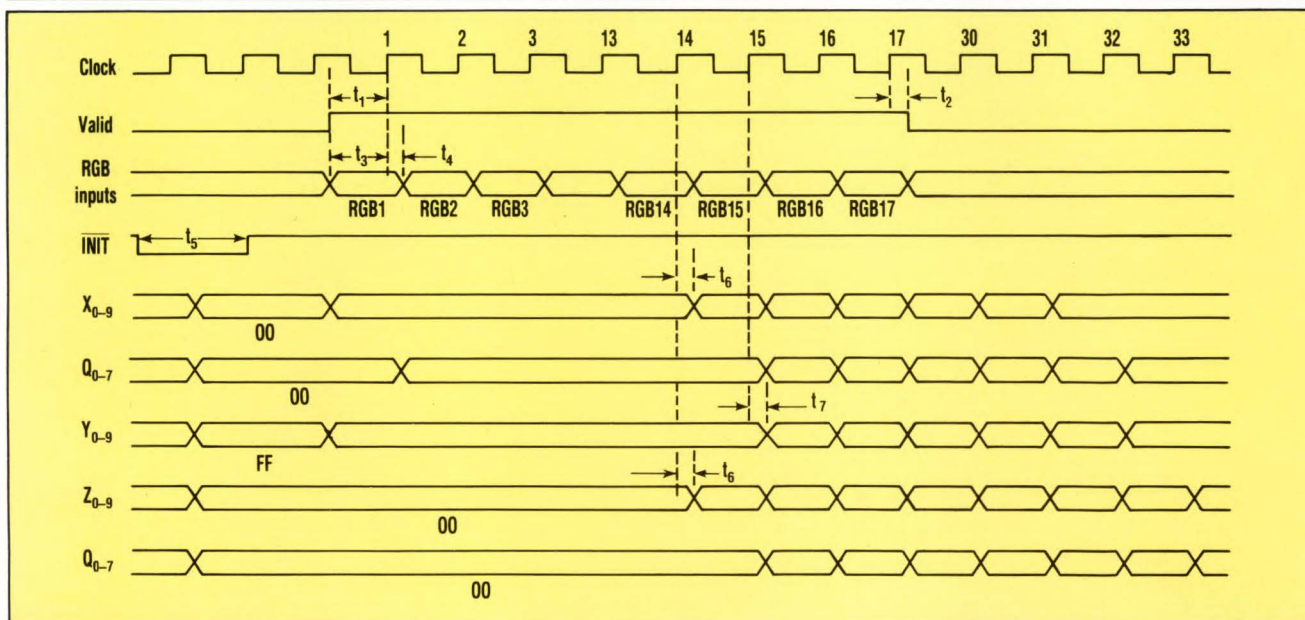 1 2 3 13 14 15 16 17 30 31 32 33
Clock
t1 t2
Valid
t3 t4
RGB
inputs
RGB1 RGB2 RGB3 RGB14 RGB15 RGB16 RGB17
INIT t5
t6
X0–9
00
Q0–7
00
t7
Y0–9
FF
t6
Z0–9
00
Q0–7
00